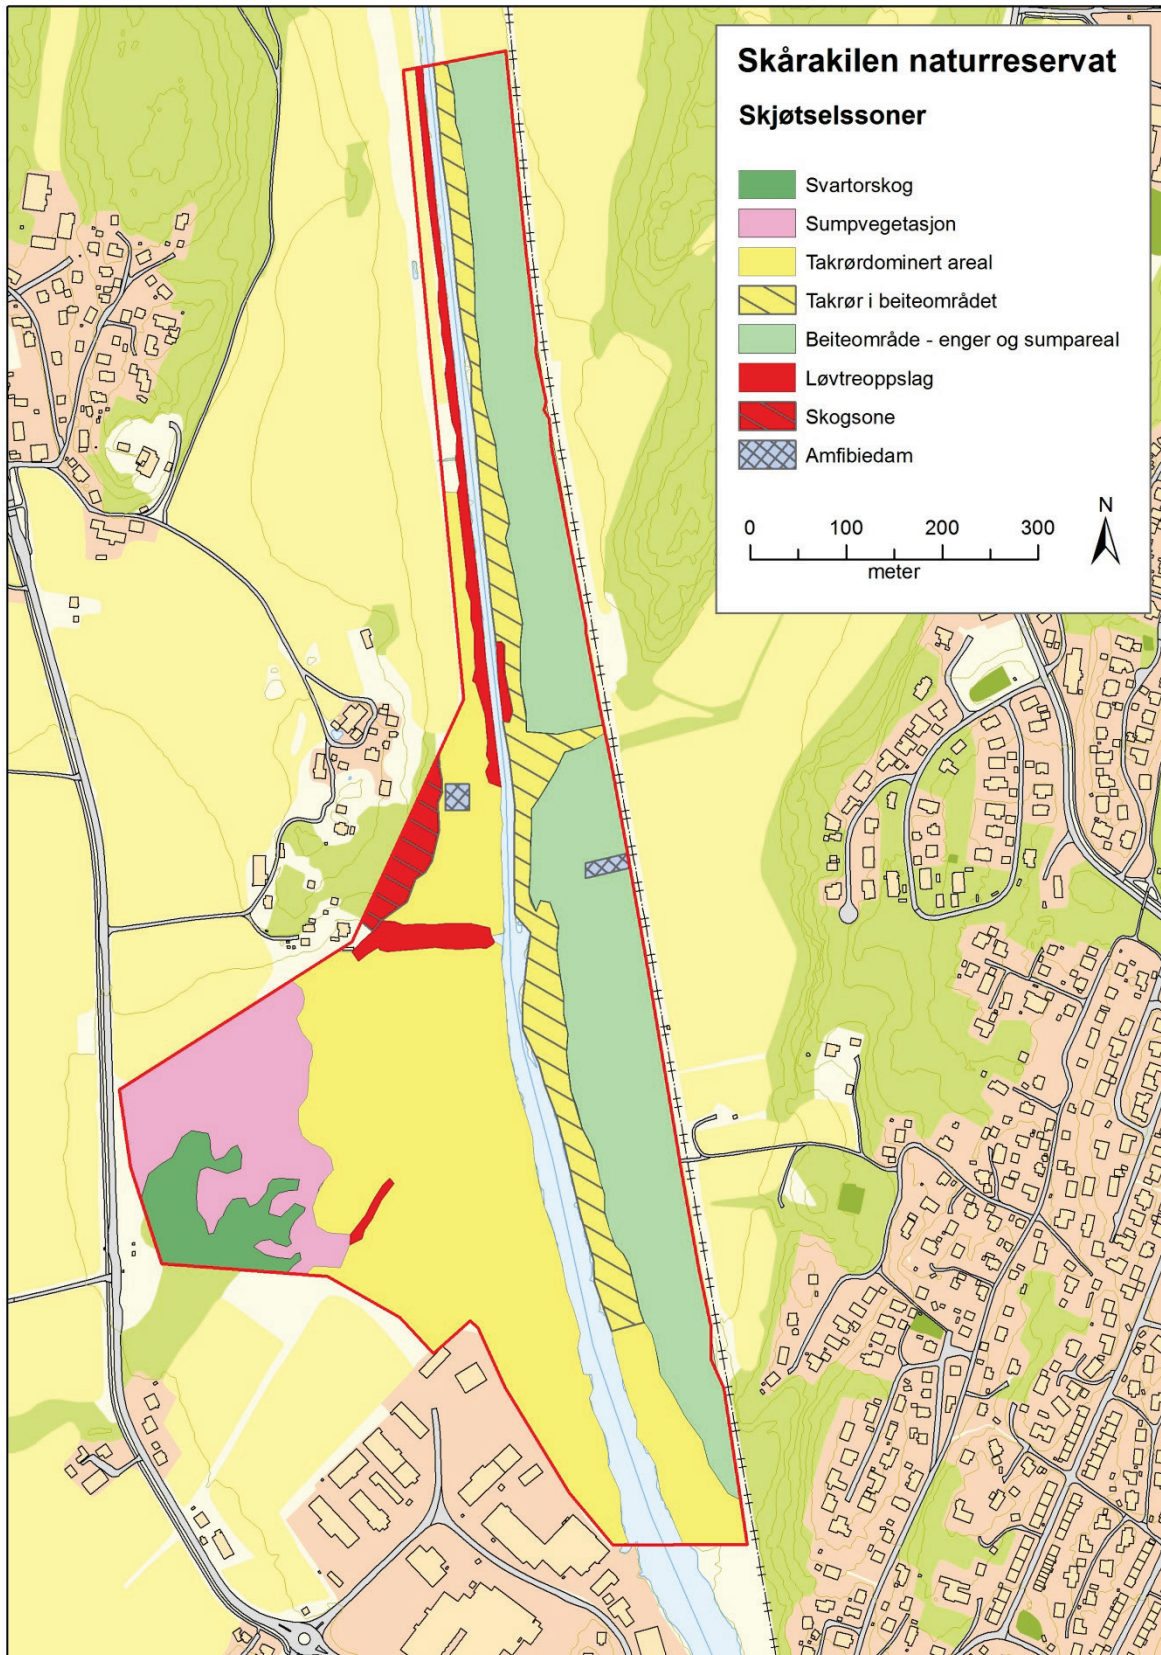 Skårakilen naturreservat
Skjøtselssoner
Svartorskog
Sumpvegetasjon
Takrørdominert areal
Takrør i beiteområdet
Beiteområde - enger og sumpareal
Løvtreoppslag
Skogsone
Amfibiedam
N
0 100 200 300
meter